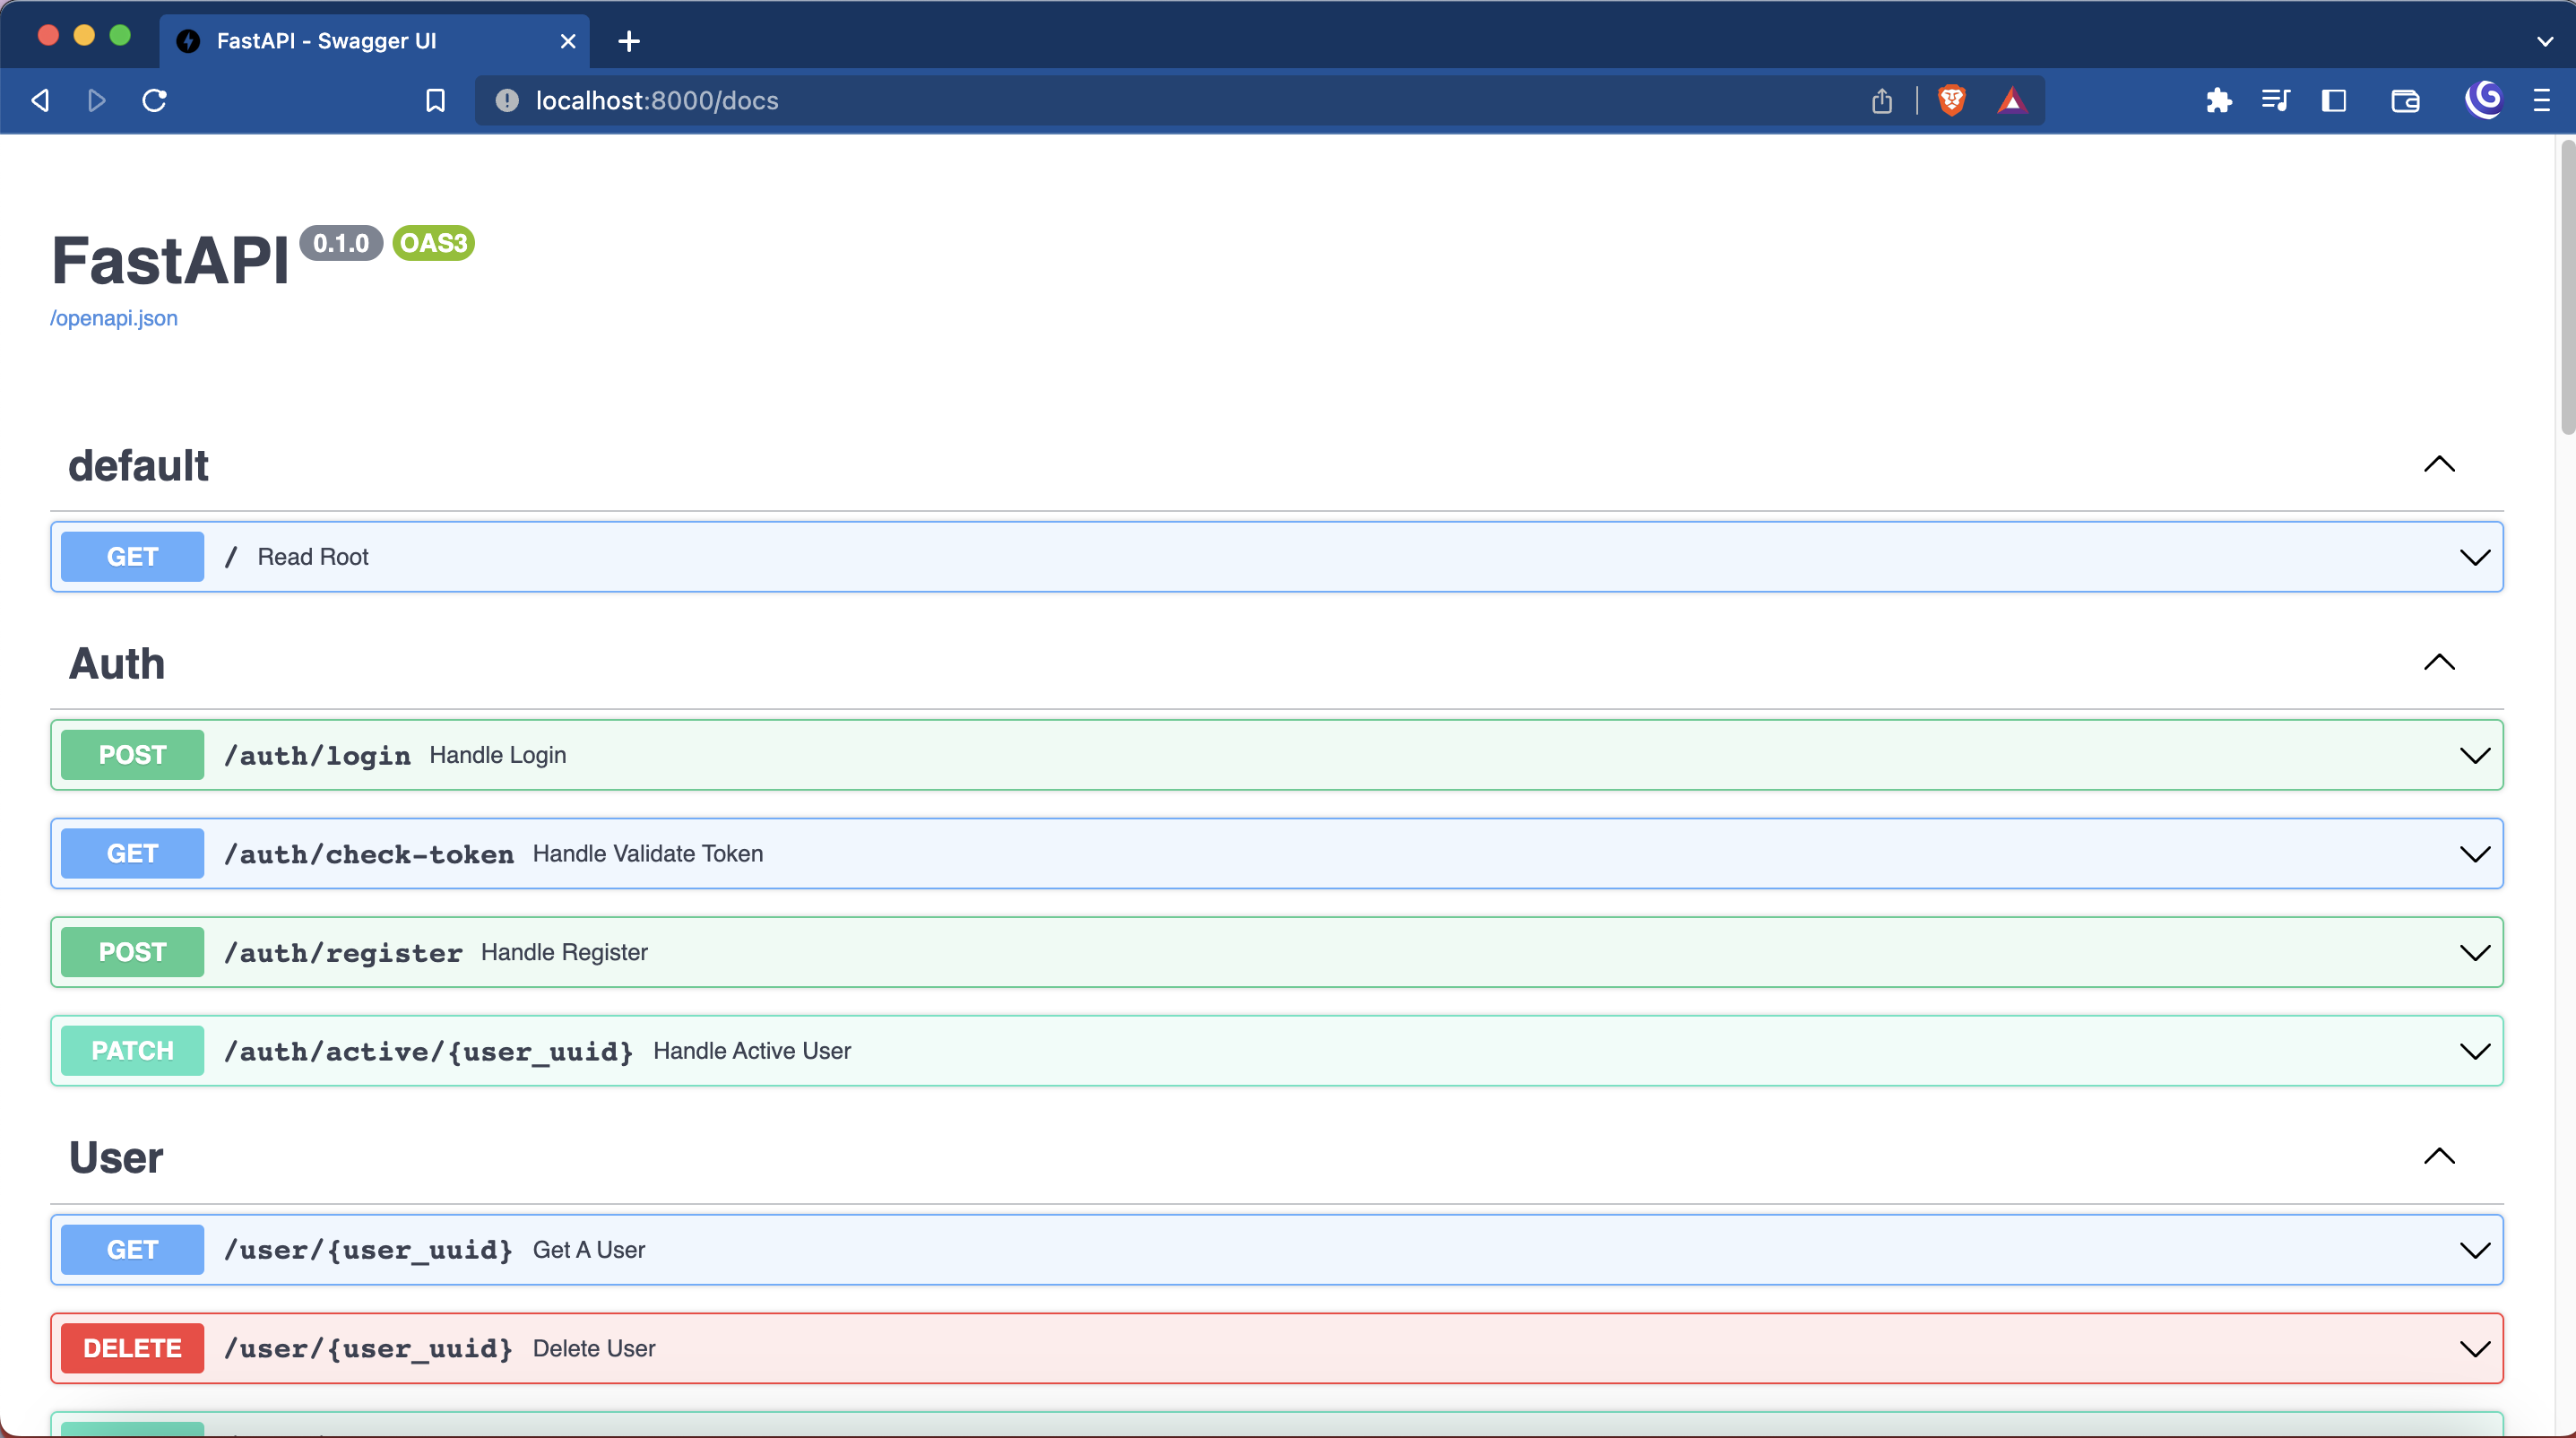 FastAPI - Swagger UI
localhost:8000/docs
FastAPI 0.1.0 OAS3
/openapi.json
default
GET / Read Root
Auth
POST /auth/login Handle Login
GET /auth/check-token Handle Validate Token
POST /auth/register Handle Register
PATCH /auth/active/{user_uuid} Handle Active User
User
GET /user/{user_uuid} Get A User
DELETE /user/{user_uuid} Delete User